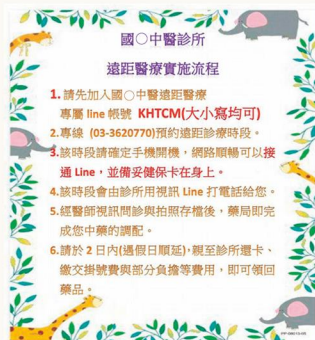 國○中醫診所
遠距醫療實施流程
1. 請先加入國○中醫遠距醫療
專屬 line 帳號 KHTCM(大小寫均可)
2.專線 (03-3620770)預約遠距診療時段。
3.該時段請確定手機開機，網路順暢可以接
通 Line，並備妥健保卡在身上。
4.該時段會由診所用視訊 Line 打電話給您。
5.經醫師視訊問診與拍照存檔後，藥局即完
成您中藥的調配。
6.請於 2 日內(遇假日順延)，親至診所還卡、
繳交掛號費與部分負擔等費用，即可領回
藥品。